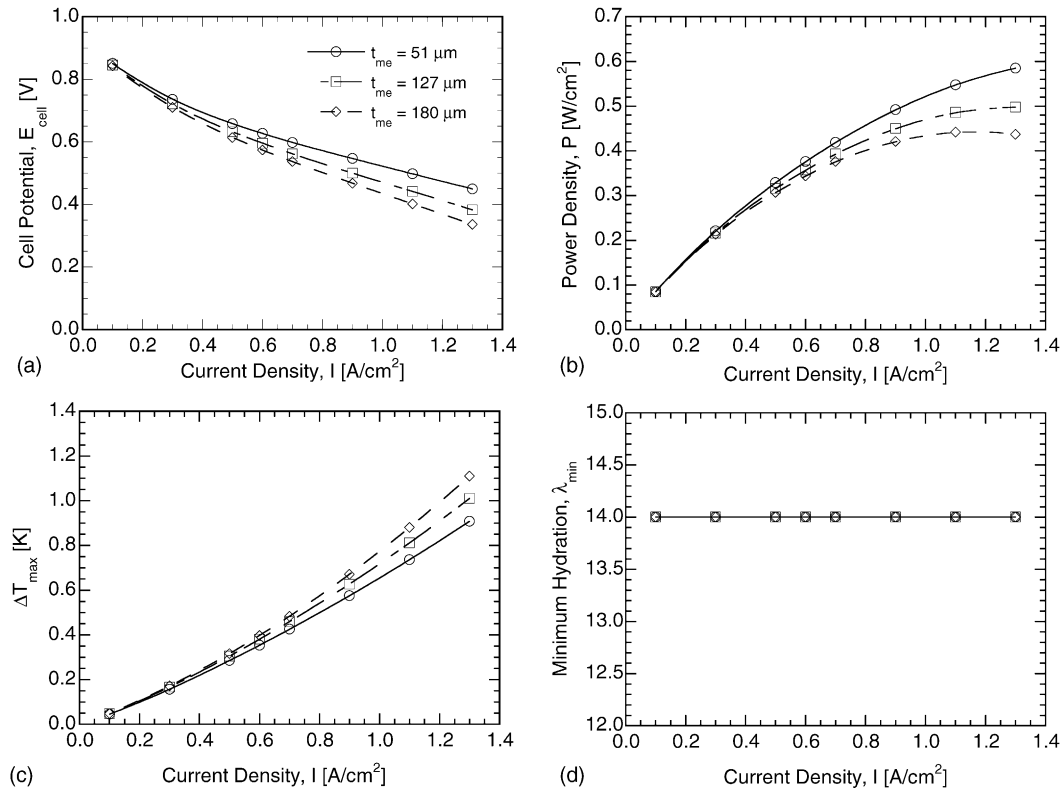 1.0
0.8
0.6
0.4
0.2
0.0
Cell Potential, E_cell [V]
t_me = 51 μm
t_me = 127 μm
t_me = 180 μm
0.0 0.2 0.4 0.6 0.8 1.0 1.2 1.4
(a) Current Density, I [A/cm²]
0.7
0.6
0.5
0.4
0.3
0.2
0.1
0.0
Power Density, P [W/cm²]
0.0 0.2 0.4 0.6 0.8 1.0 1.2 1.4
(b) Current Density, I [A/cm²]
1.4
1.2
1.0
0.8
0.6
0.4
0.2
0.0
ΔT_max [K]
0.0 0.2 0.4 0.6 0.8 1.0 1.2 1.4
(c) Current Density, I [A/cm²]
15.0
14.5
14.0
13.5
13.0
12.5
12.0
Minimum Hydration, λ_min
0.0 0.2 0.4 0.6 0.8 1.0 1.2 1.4
(d) Current Density, I [A/cm²]